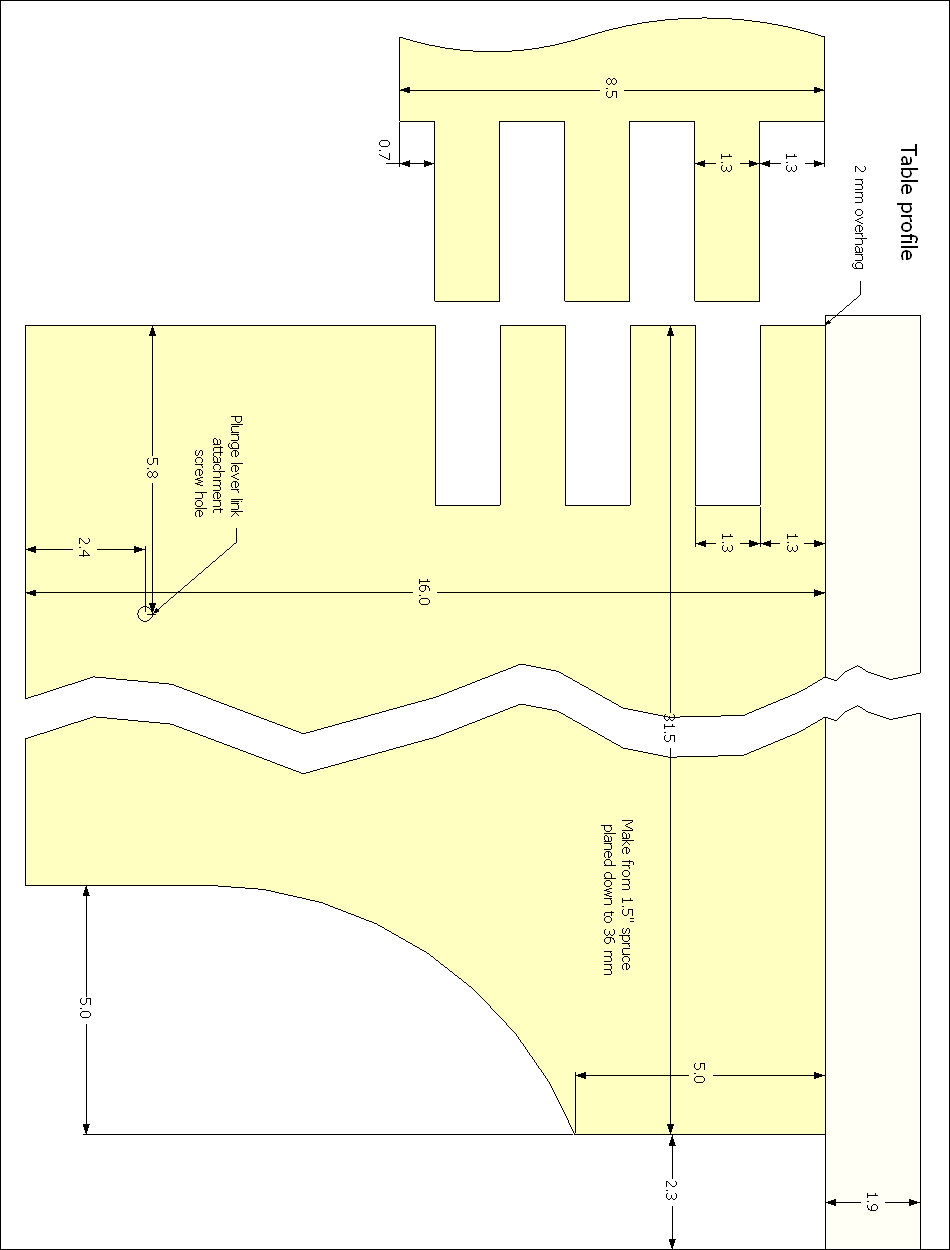 Table profile
2 mm overhang
8.5
1.3
1.3
0.7
1.3
1.3
Plunge lever link
attachment
screw hole
5.8
2.4
16.0
31.5
Make from 1.5" spruce
planed down to 36 mm
5.0
5.0
2.3
1.9